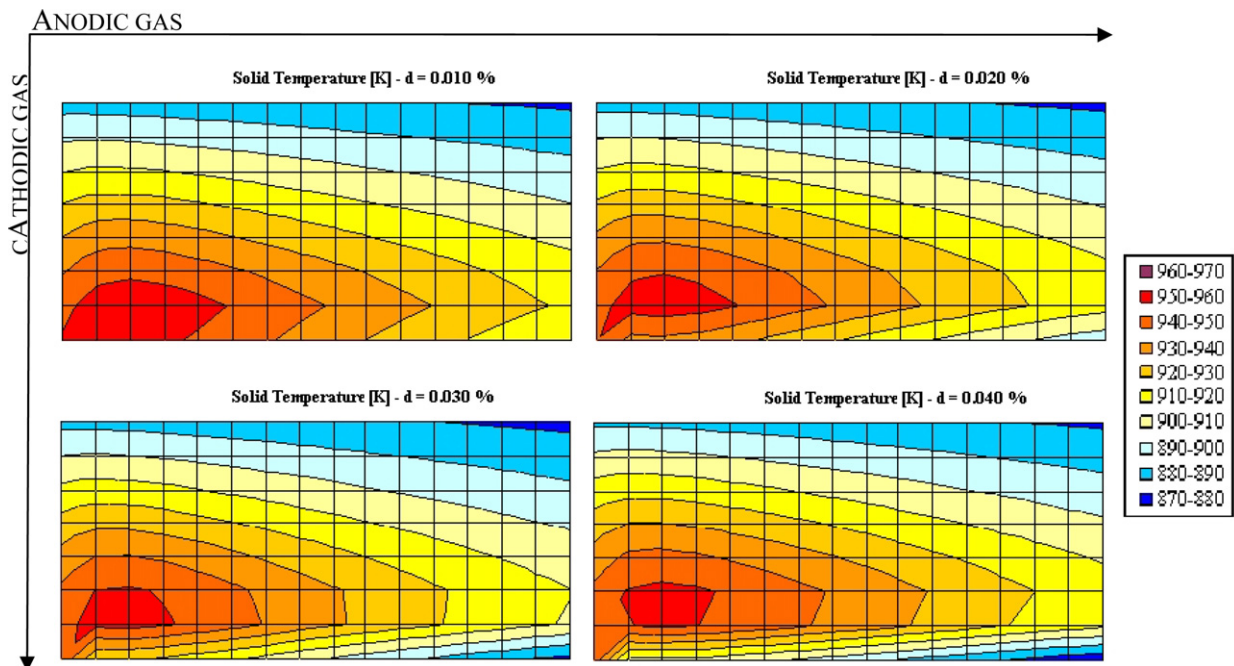 ANODIC GAS
CATHODIC GAS
Solid Temperature [K] - d = 0.010 %
Solid Temperature [K] - d = 0.020 %
Solid Temperature [K] - d = 0.030 %
Solid Temperature [K] - d = 0.040 %
960-970
950-960
940-950
930-940
920-930
910-920
900-910
890-900
880-890
870-880